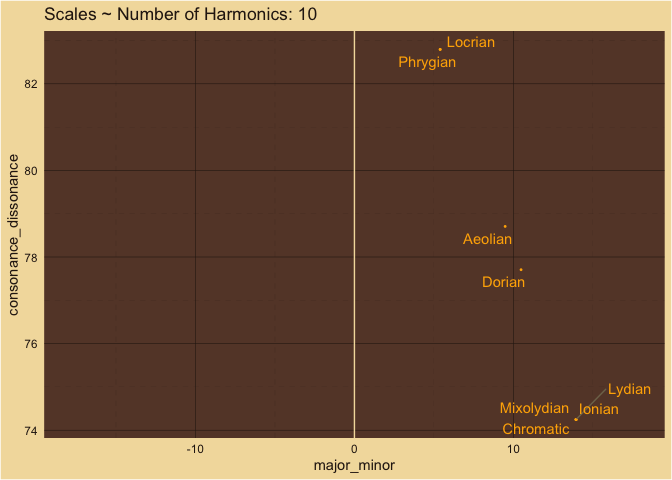 Scales ~ Number of Harmonics: 10
Locrian
Phrygian
Aeolian
Dorian
Lydian
Mixolydian Ionian
Chromatic
82
80
78
76
74
consonance_dissonance
-10 0 10
major_minor